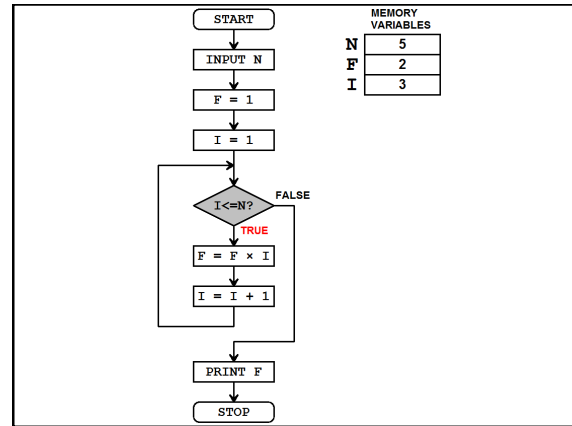 START
INPUT N
F = 1
I = 1
I<=N?
FALSE
TRUE
F = F × I
I = I + 1
PRINT F
STOP
MEMORY
VARIABLES
N 5
F 2
I 3